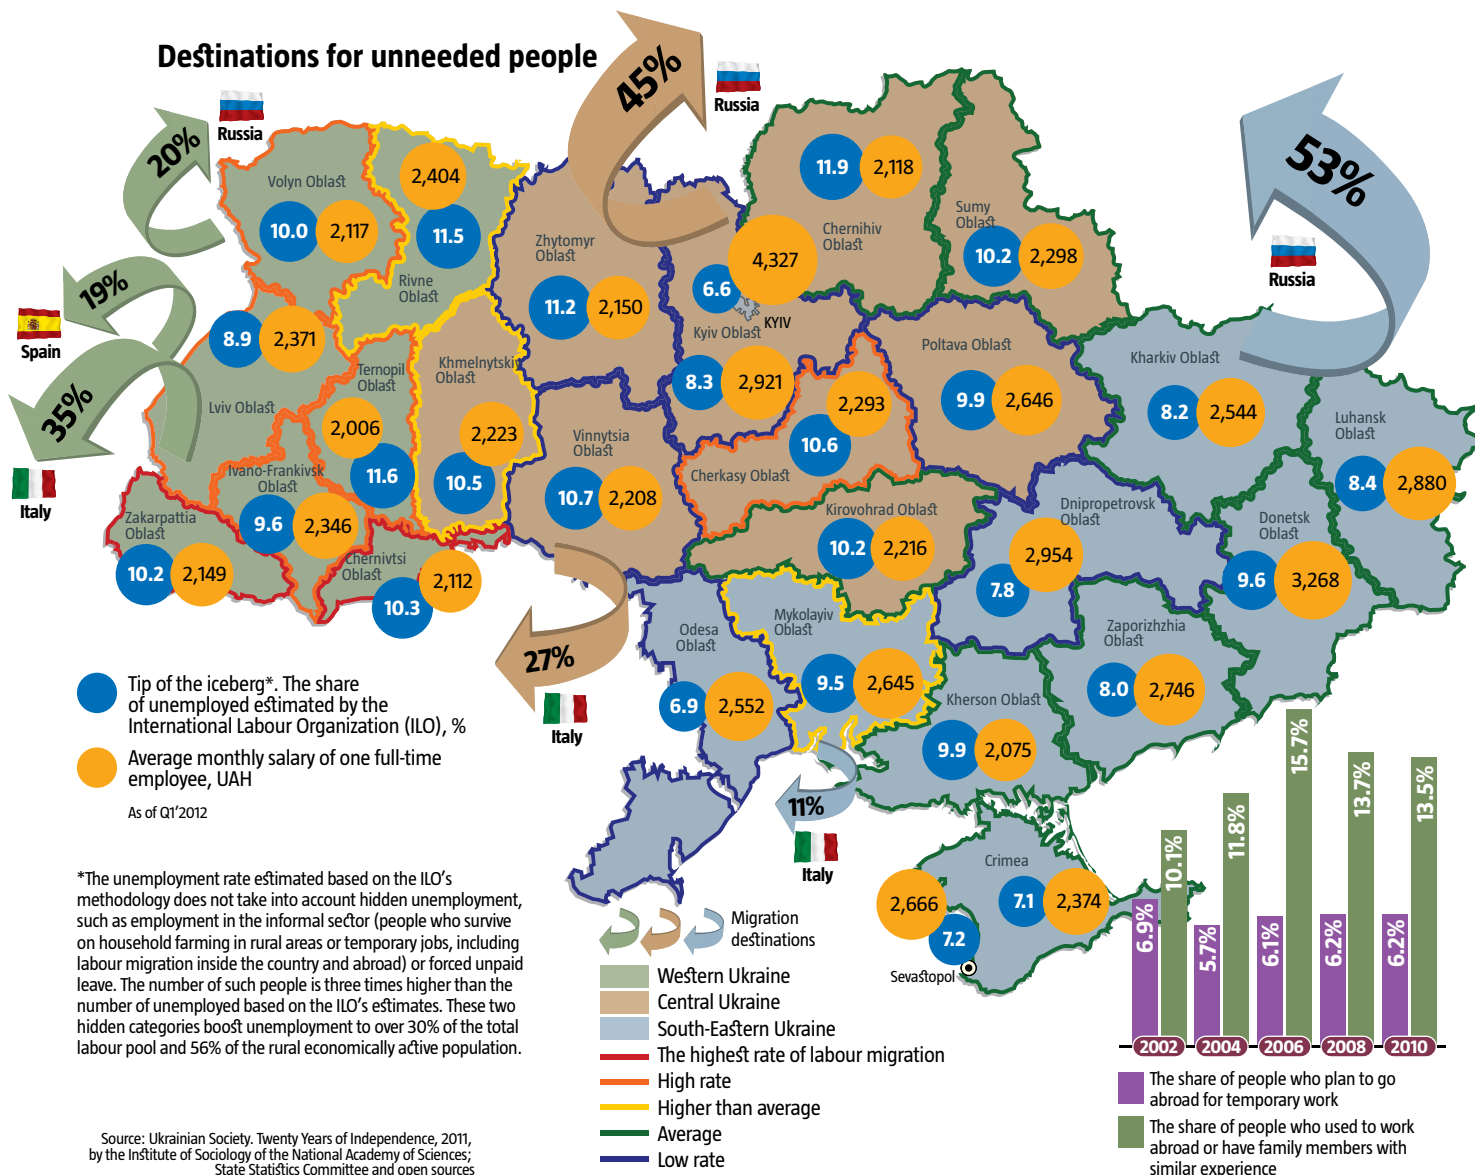 Destinations for unneeded people
45%
Russia
Russia
20%
53%
Russia
19%
Spain
35%
Italy
Volyn Oblast
10.0
2,117
2,404
11.5
Rivne
Oblast
Zhytomyr
Oblast
11.2
2,150
11.9
2,118
Chernihiv
Oblast
Sumy
Oblast
10.2
2,298
4,327
6.6
KYIV
Kyiv Oblast
8.3
2,921
8.9
2,371
Lviv Oblast
Ternopil
Oblast
2,006
11.6
Khmelnytskiy
Oblast
2,223
10.5
Vinnytsia
Oblast
10.7
2,208
2,293
10.6
Cherkasy Oblast
Poltava Oblast
9.9
2,646
Kharkiv Oblast
8.2
2,544
Luhansk
Oblast
8.4
2,880
Ivano-Frankivsk
Oblast
9.6
2,346
Zakarpattia
Oblast
10.2
2,149
Chernivtsi
Oblast
10.3
2,112
Kirovohrad Oblast
10.2
2,216
Dnipropetrovsk
Oblast
2,954
7.8
Donetsk
Oblast
9.6
3,268
Zaporizhzhia
Oblast
8.0
2,746
Mykolayiv
Oblast
9.5
2,645
Odesa
Oblast
6.9
2,552
Kherson Oblast
9.9
2,075
27%
Italy
11%
Italy
Crimea
7.1
2,374
2,666
7.2
Sevastopol
Tip of the iceberg*. The share
of unemployed estimated by the
International Labour Organization (ILO), %
Average monthly salary of one full-time
employee, UAH
As of Q1'2012
*The unemployment rate estimated based on the ILO's
methodology does not take into account hidden unemployment,
such as employment in the informal sector (people who survive
on household farming in rural areas or temporary jobs, including
labour migration inside the country and abroad) or forced unpaid
leave. The number of such people is three times higher than the
number of unemployed based on the ILO's estimates. These two
hidden categories boost unemployment to over 30% of the total
labour pool and 56% of the rural economically active population.
Source: Ukrainian Society. Twenty Years of Independence, 2011,
by the Institute of Sociology of the National Academy of Sciences;
State Statistics Committee and open sources
Migration
destinations
Western Ukraine
Central Ukraine
South-Eastern Ukraine
The highest rate of labour migration
High rate
Higher than average
Average
Low rate
6.9%
10.1%
5.7%
11.8%
6.1%
15.7%
6.2%
13.7%
6.2%
13.5%
2002
2004
2006
2008
2010
The share of people who plan to go
abroad for temporary work
The share of people who used to work
abroad or have family members with
similar experience